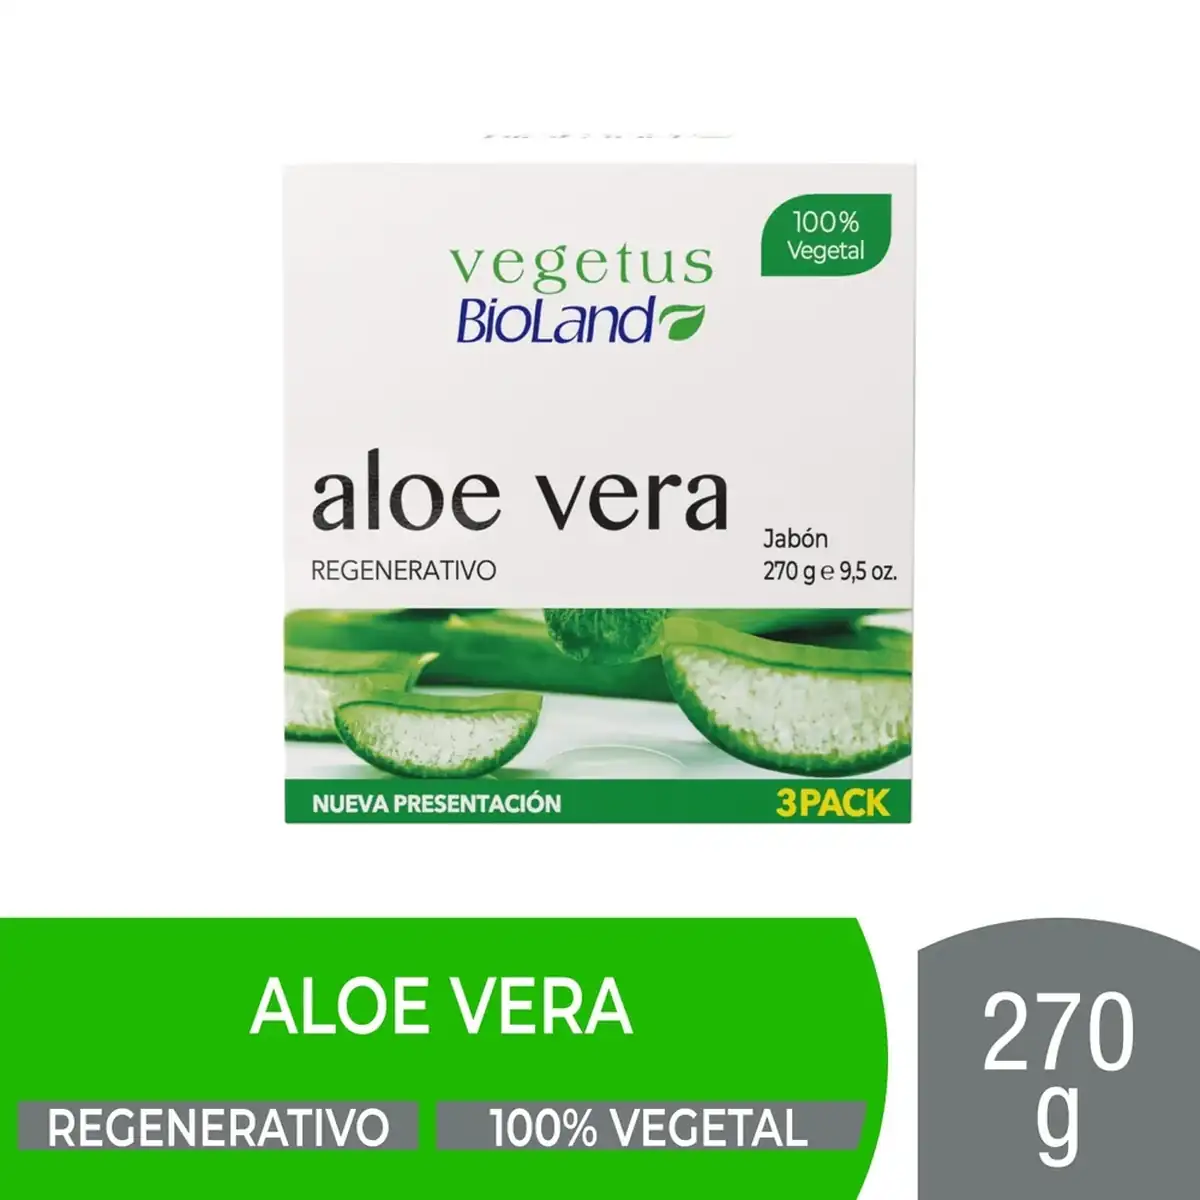 100%
Vegetal
vegetus
BioLand
aloe vera
REGENERATIVO
Jabón
270 g e 9,5 oz.
NUEVA PRESENTACIÓN
3PACK
ALOE VERA
REGENERATIVO
100% VEGETAL
270
g